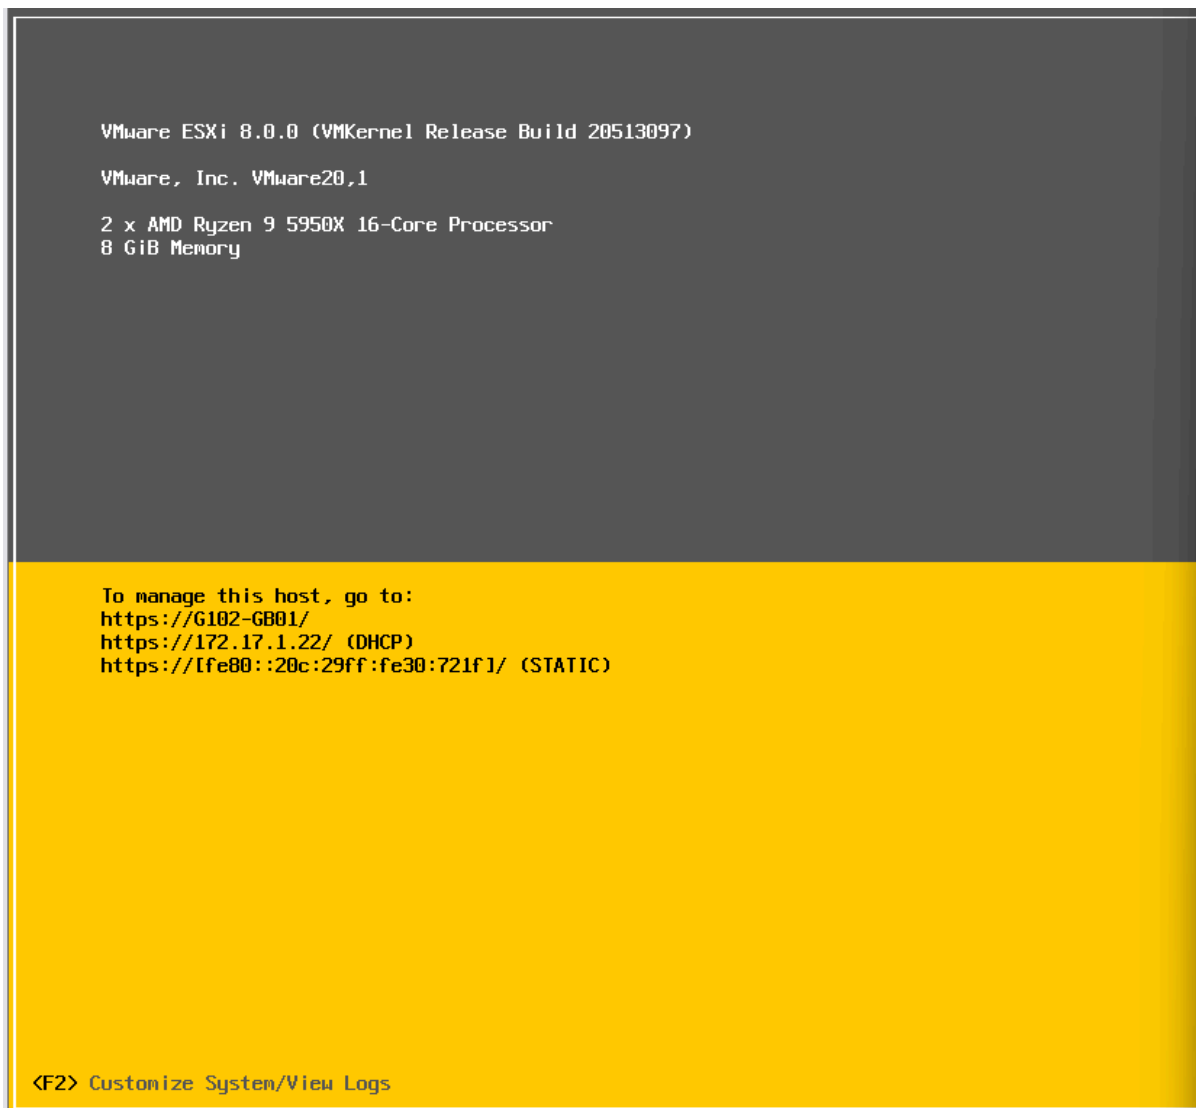 VMware ESXi 8.0.0 (VMKernel Release Build 20513097)
VMware, Inc. VMware20,1
2 x AMD Ryzen 9 5950X 16-Core Processor
8 GiB Memory
To manage this host, go to:
https://G102-GB01/
https://172.17.1.22/ (DHCP)
https://[fe80::20c:29ff:fe30:721f]/ (STATIC)
<F2> Customize System/View Logs